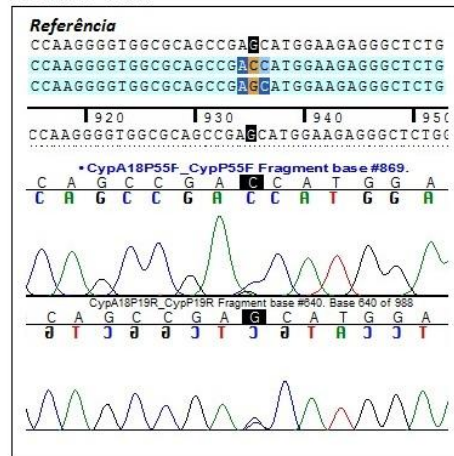 Referência
CCAAGGGGTGGCGCAGCCGAGCATGGAAGAGGGCTCTG
CCAAGGGGTGGCGCAGCCGACCATGGAAGAGGGCTCTG
CCAAGGGGTGGCGCAGCCGAGCATGGAAGAGGGCTCTG
920 930 940 950
CCAAGGGGTGGCGCAGCCGAGCATGGAAGAGGGCTCTGG
•CypA18P55F_CypP55F Fragment base #869.
C A G C C G A C C A T G G A
C A G C C G A C C A T G G A
CypA18P19R_CypP19R Fragment base #640. Base 640 of 988
C A G C C G A G C A T G G A
G T C G G C T C G T A C C T